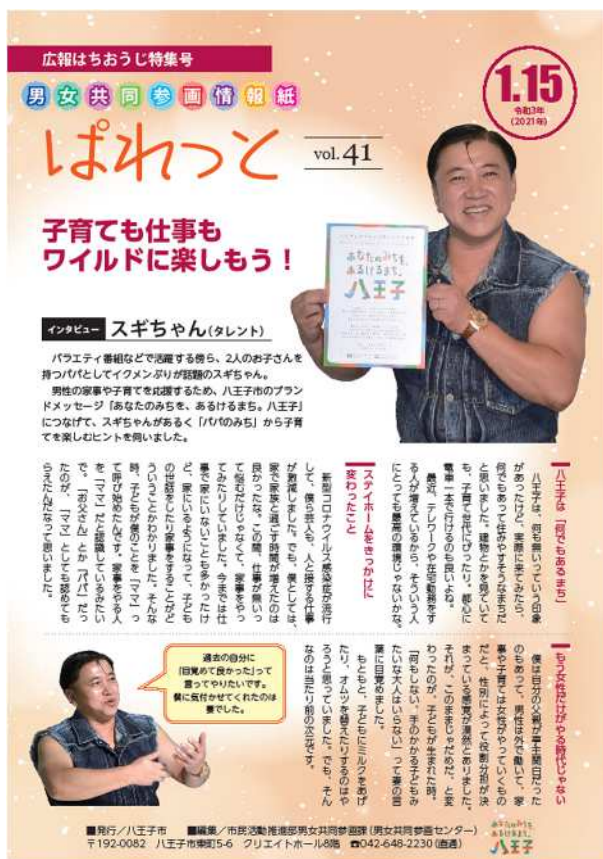 広報はちおうじ特集号
男女共同参画情報紙
ぱれっと
vol.41
1.15
令和3年
(2021年)
子育ても仕事も
ワイルドに楽しもう！
あなたのみちを、
あるけるまち。
八王子
インタビュー スギちゃん(タレント)
バラエティ番組などで活躍する傍ら、2人のお子さんを
持つパパとしてイクメンぶりが話題のスギちゃん。
男性の家事や子育てを応援するため、八王子市のブラン
ドメッセージ「あなたのみちを、あるけるまち。八王子」
につなげて、スギちゃんがあるく「パパのみち」から子育
てを楽しむヒントを伺いました。
八王子は「何でもあるまち」
八王子は、何も無いっていう印象
があったけど、実際に来てみたら、
何でもあって住みやすそうなまちだ
と思いました。建物とかを見ていて
も、子育て世代にぴったり。都心に
電車一本で行けるのも良いよね。
最近、テレワークや在宅勤務をす
る人が増えているから、そういう人
にとっても最高の環境じゃないかな。
ステイホームをきっかけに
変わったこと
新型コロナウイルス感染症が流行
して、僕ら芸人も、人と接する仕事
が激減しました。でも、僕としては、
家で家族と過ごす時間が増えたのは
良かったな。この間、仕事が無いっ
て悩むだけじゃなくて、家事をやっ
てみたりしていました。今までは仕
事で家にいないことも多かったけ
ど、家にいるようになって、子ども
の世話をしたり家事をすることがど
ういうことかわかりました。そんな
時、子どもが僕のことを「ママ」っ
て呼び始めたんです。家事をやる人
を「ママ」だと認識しているみたい
で。「お父さん」とか「パパ」だっ
たのが、「ママ」としても認めても
らえたんだなって思いました。
もう女性だけがやる時代じゃない
僕は自分の父親が亭主関白だった
のもあって、男性は外で働いて、家
事や子育ては女性がやっていくもの
だと、性別によって役割分担が決
まっている感覚が漠然とありました。
それが、このままじゃだめだ、と変
わったのが、子どもが生まれた時。
「何もしない、手のかかる子どもみ
たいな大人はいらない」って妻の言
葉に目覚めました。
もともと、子どもにミルクをあげ
たり、オムツを替えたりするのはや
ろうと思っていました。でも、そん
なのは当たり前の次元です。
過去の自分に
「目覚めて良かった」って
言ってやりたいです。
僕に気付かせてくれたのは
妻でした。
■発行／八王子市 ■編集／市民活動推進部男女共同参画課（男女共同参画センター）
〒192-0082 八王子市東町5-6 クリエイトホール8階 ☎042-648-2230（直通）
あなたのみちを、
あるけるまち。
八王子